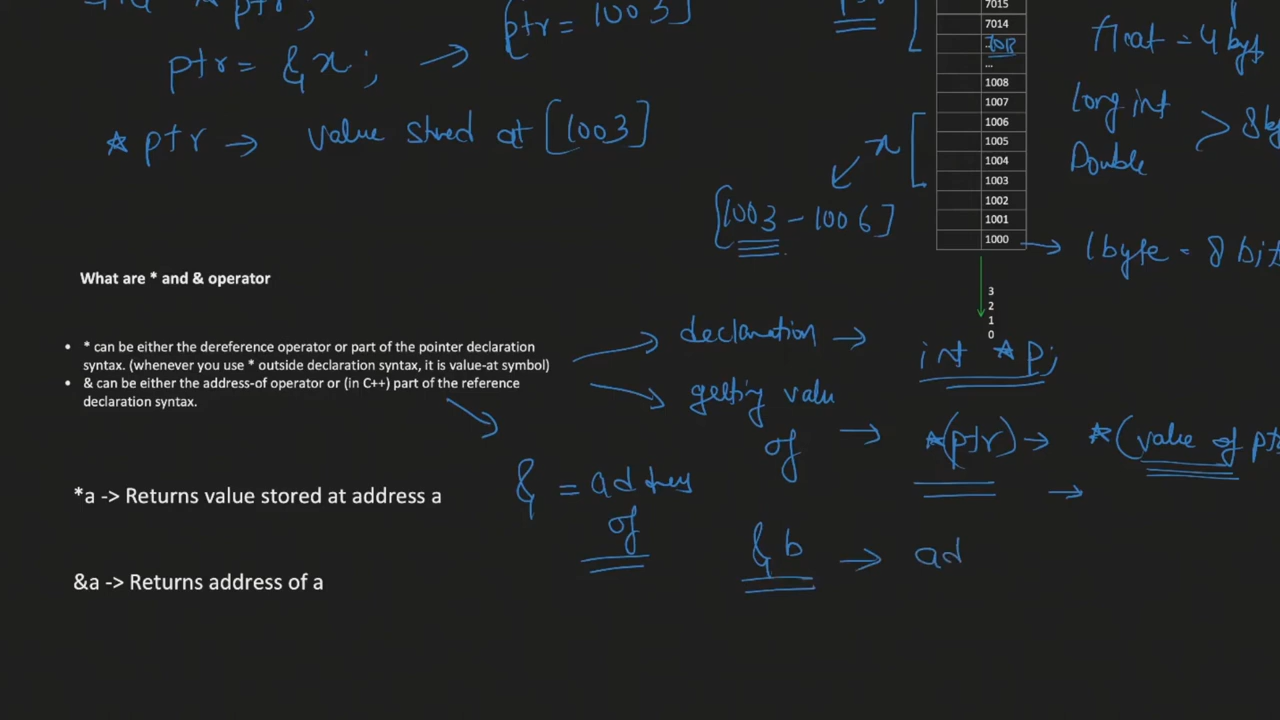 *ptr;
ptr = 1003]
ptr = &x; →
*ptr → value stored at [1003]
7015
7014
...
1008
1007
1006
1005
1004
1003
1002
1001
1000
3
2
1
0
x
[1003 - 1006]
float = 4 byt
long int
Double
> 8 by
→ 1 byte = 8 bit
What are * and & operator
• * can be either the dereference operator or part of the pointer declaration
syntax. (whenever you use * outside declaration syntax, it is value-at symbol)
• & can be either the address-of operator or (in C++) part of the reference
declaration syntax.
→ declaration → int *p;
→ getting value
of → *(ptr) → *(value of pt
→
& = address
of
&b → ad
*a -> Returns value stored at address a
&a -> Returns address of a